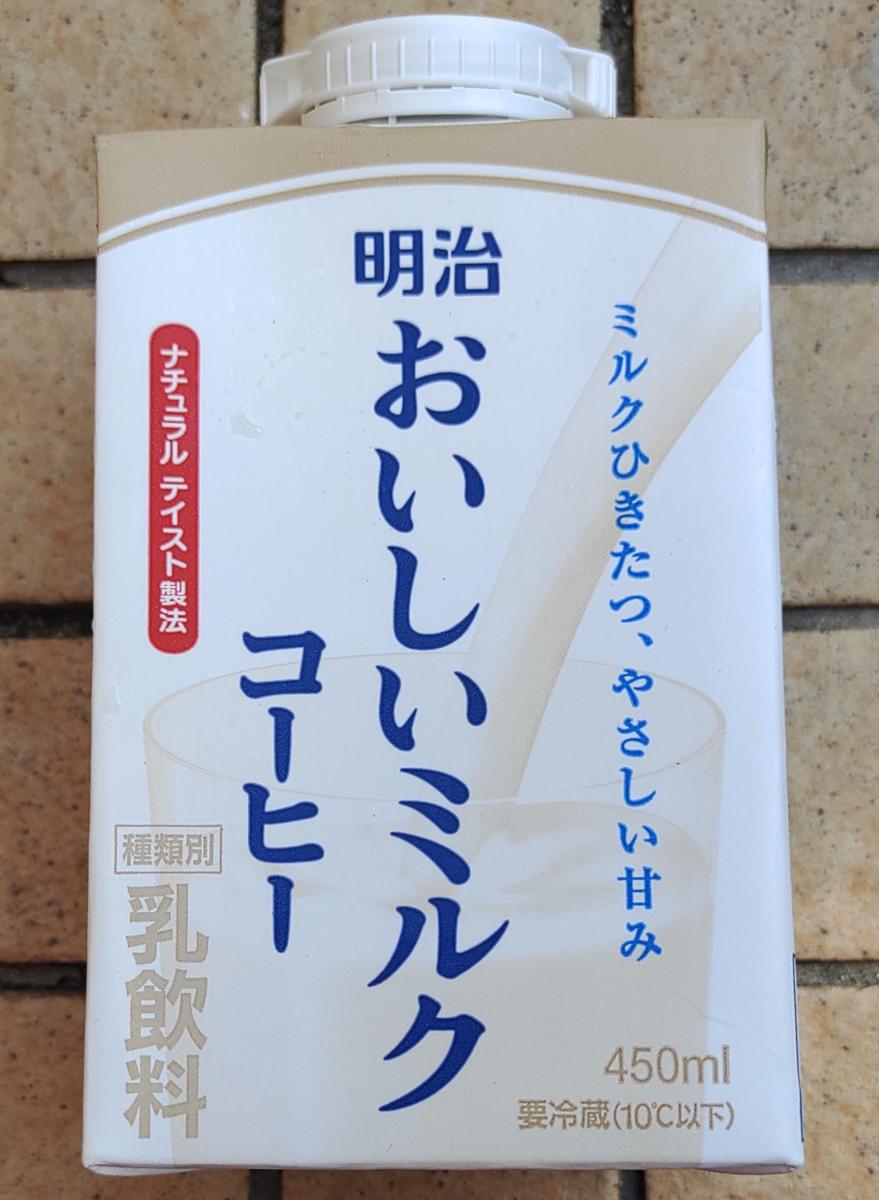 明治
ミルクひきたつ、やさしい甘み
おいしいミルク
コーヒー
ナチュラル テイスト製法
種類別
乳飲料
450ml
要冷蔵(10℃以下)